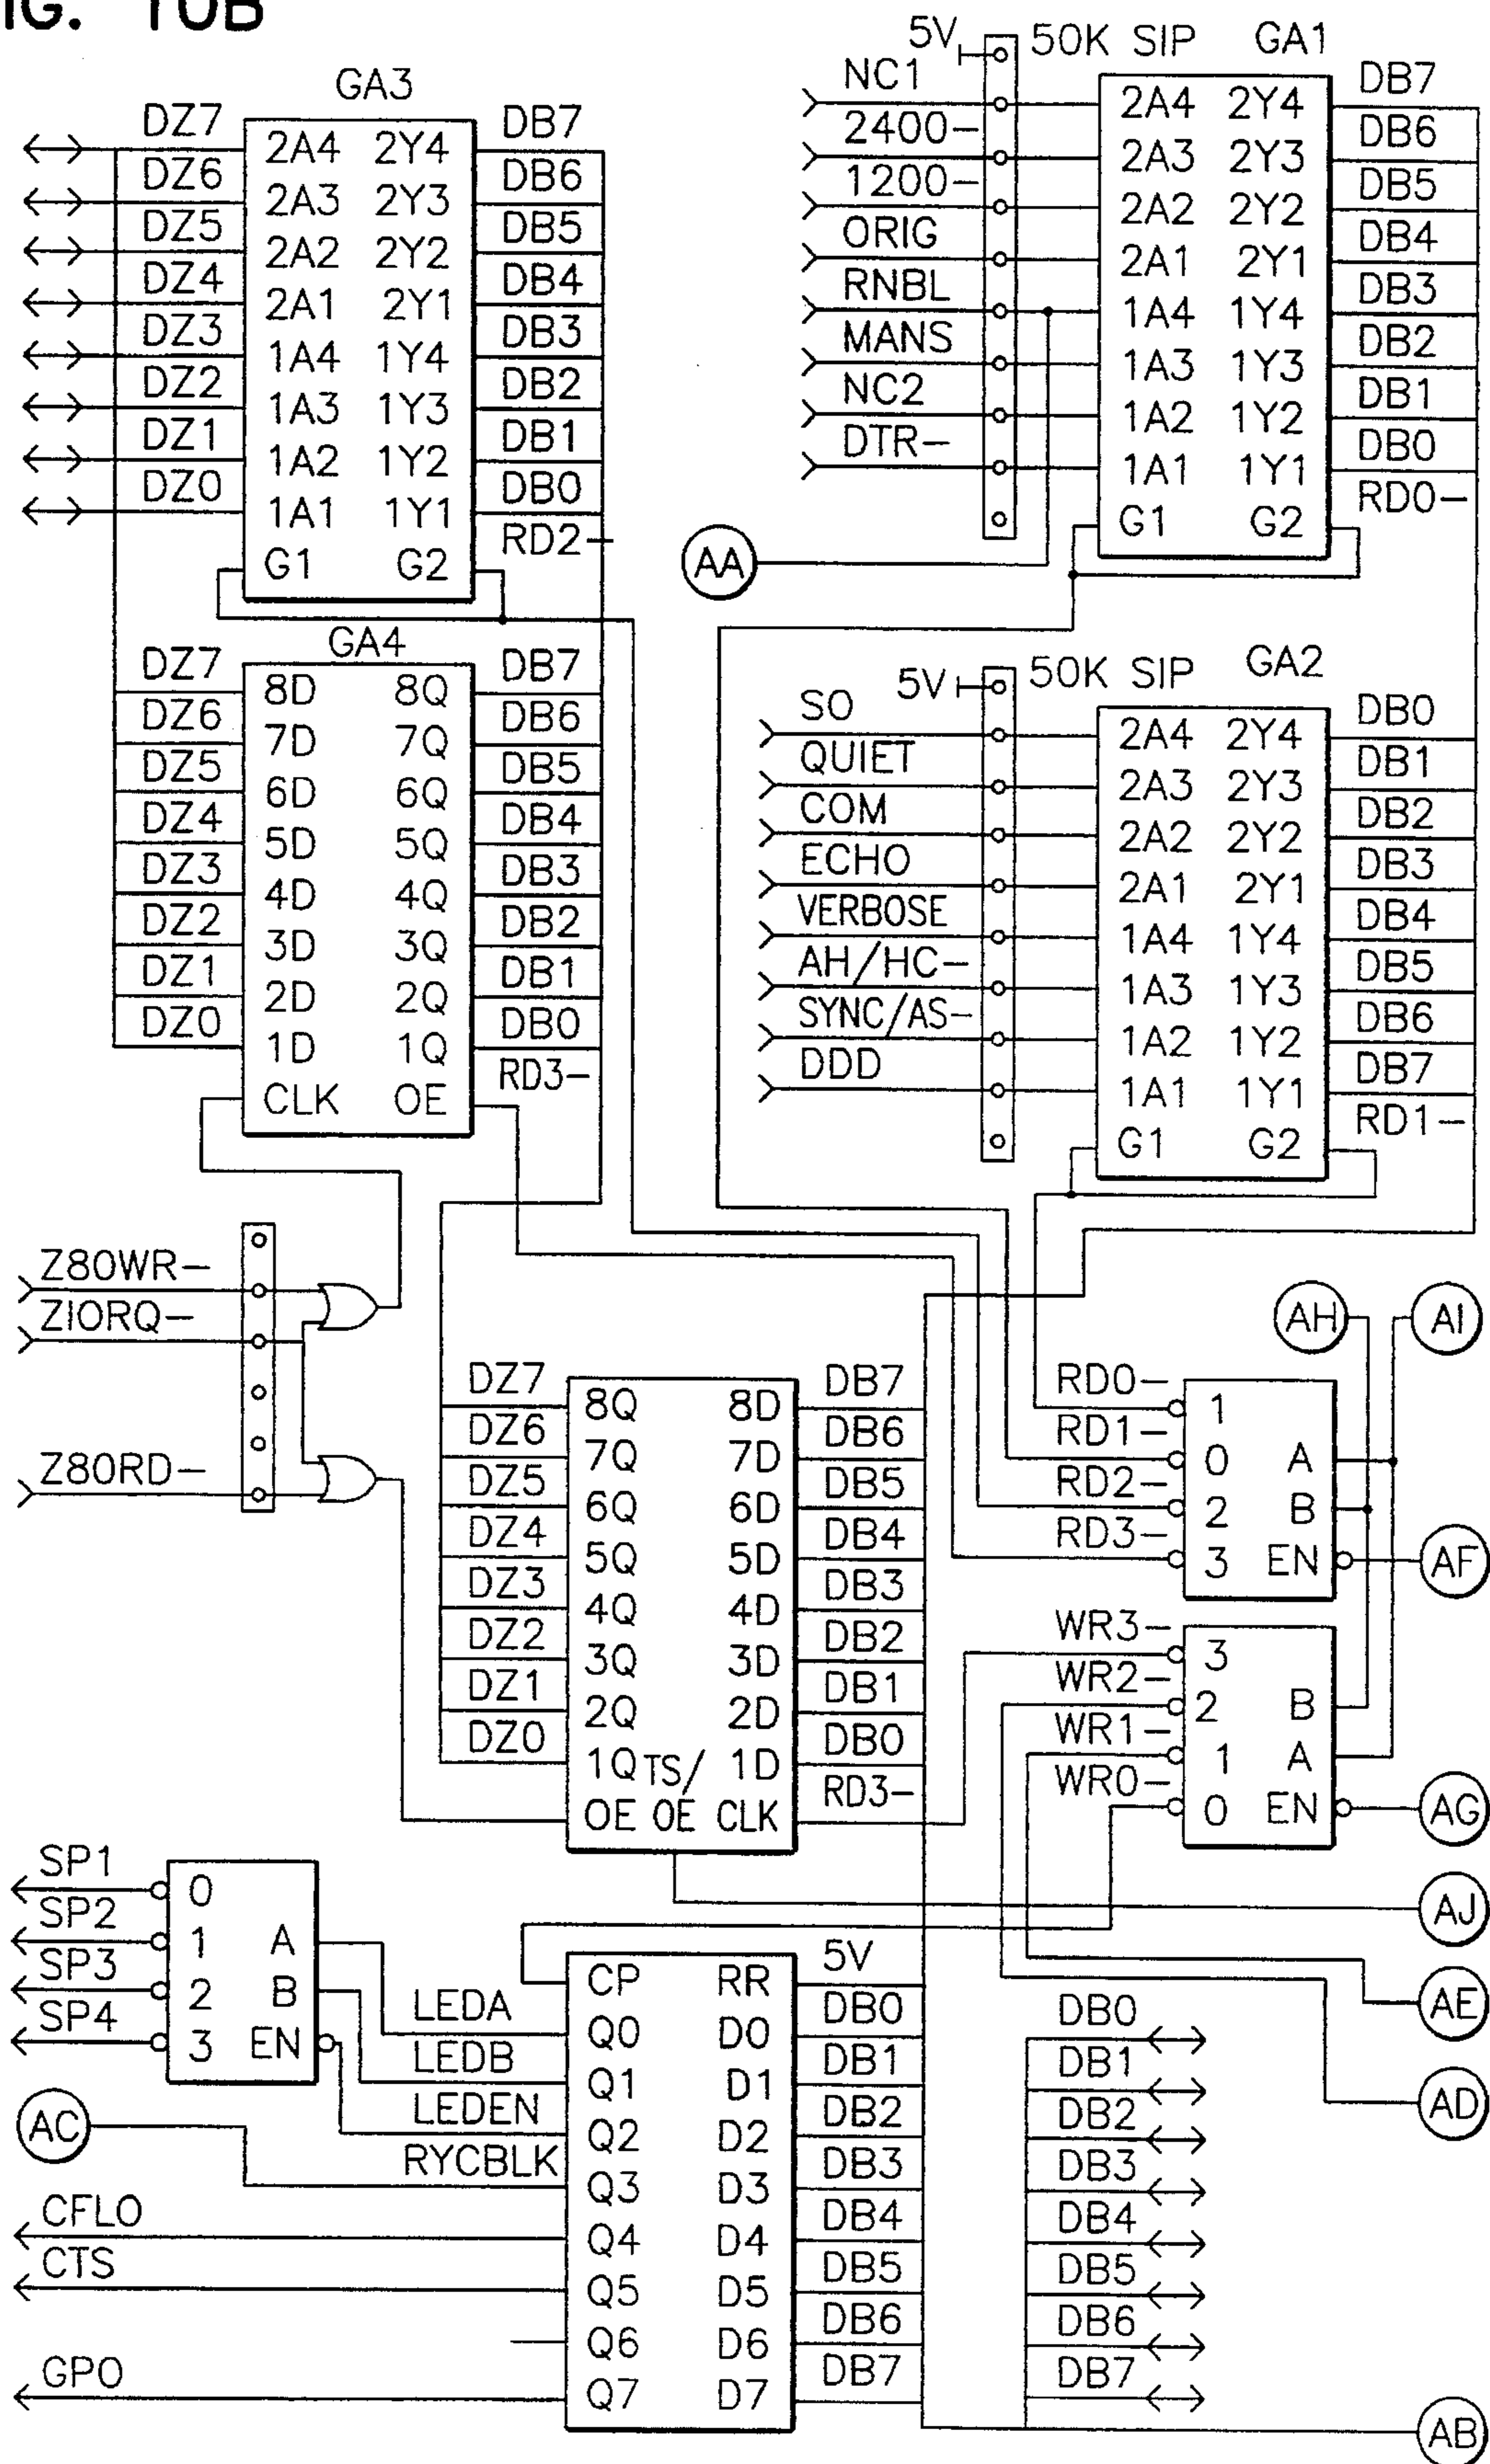 FIG. 10B
GA3
DZ7 2A4 2Y4 DB7
DZ6 2A3 2Y3 DB6
DZ5 2A2 2Y2 DB5
DZ4 2A1 2Y1 DB4
DZ3 1A4 1Y4 DB3
DZ2 1A3 1Y3 DB2
DZ1 1A2 1Y2 DB1
DZ0 1A1 1Y1 DB0
G1 G2 RD2-
5V 50K SIP GA1
NC1 2A4 2Y4 DB7
2400- 2A3 2Y3 DB6
1200- 2A2 2Y2 DB5
ORIG 2A1 2Y1 DB4
RNBL 1A4 1Y4 DB3
MANS 1A3 1Y3 DB2
NC2 1A2 1Y2 DB1
DTR- 1A1 1Y1 DB0
G1 G2 RD0-
AA
GA4
DZ7 8D 8Q DB7
DZ6 7D 7Q DB6
DZ5 6D 6Q DB5
DZ4 5D 5Q DB4
DZ3 4D 4Q DB3
DZ2 3D 3Q DB2
DZ1 2D 2Q DB1
DZ0 1D 1Q DB0
CLK OE RD3-
5V 50K SIP GA2
SO 2A4 2Y4 DB0
QUIET 2A3 2Y3 DB1
COM 2A2 2Y2 DB2
ECHO 2A1 2Y1 DB3
VERBOSE 1A4 1Y4 DB4
AH/HC- 1A3 1Y3 DB5
SYNC/AS- 1A2 1Y2 DB6
DDD 1A1 1Y1 DB7
G1 G2 RD1-
Z80WR-
ZIORQ-
Z80RD-
DZ7 8Q 8D DB7
DZ6 7Q 7D DB6
DZ5 6Q 6D DB5
DZ4 5Q 5D DB4
DZ3 4Q 4D DB3
DZ2 3Q 3D DB2
DZ1 2Q 2D DB1
DZ0 1Q TS/ 1D DB0
OE OE CLK RD3-
AH AI
RD0- 1
RD1- 0 A
RD2- 2 B
RD3- 3 EN AF
WR3- 3
WR2- 2 B
WR1- 1 A
WR0- 0 EN AG
AJ
AE
AD
SP1 0
SP2 1 A
SP3 2 B
SP4 3 EN
AC
CP RR 5V
LEDA Q0 D0 DB0
LEDB Q1 D1 DB1
LEDEN Q2 D2 DB2
RYCBLK Q3 D3 DB3
CFLO Q4 D4 DB4
CTS Q5 D5 DB5
Q6 D6 DB6
GPO Q7 D7 DB7
DB0
DB1
DB2
DB3
DB4
DB5
DB6
DB7
AB